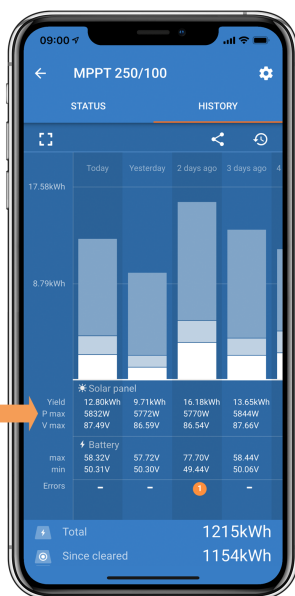 09:00
MPPT 250/100
STATUS HISTORY
Today Yesterday 2 days ago 3 days ago 4
17.58kWh
8.79kWh
Solar panel
Yield 12.80kWh 9.71kWh 16.18kWh 13.65kWh
P max 5832W 5772W 5770W 5844W
V max 87.49V 86.59V 86.54V 87.66V
Battery
max 58.32V 57.72V 77.70V 58.44V
min 50.31V 50.30V 49.44V 50.06V
Errors – – 1 –
Total 1215kWh
Since cleared 1154kWh